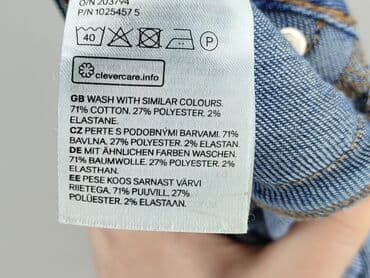 O/N 203794
P/N 1025457 5
40 P
clevercare.info
GB WASH WITH SIMILAR COLOURS.
71% COTTON. 27% POLYESTER. 2%
ELASTANE.
CZ PERTE S PODOBNÝMI BARVAMI. 71%
BAVLNA. 27% POLYESTER. 2% ELASTAN.
DE MIT ÄHNLICHEN FARBEN WASCHEN.
71% BAUMWOLLE. 27% POLYESTER. 2%
ELASTHAN.
EE PESE KOOS SARNAST VÄRVI
RIIETEGA. 71% PUUVILL. 27%
POLÜESTER. 2% ELASTAAN.